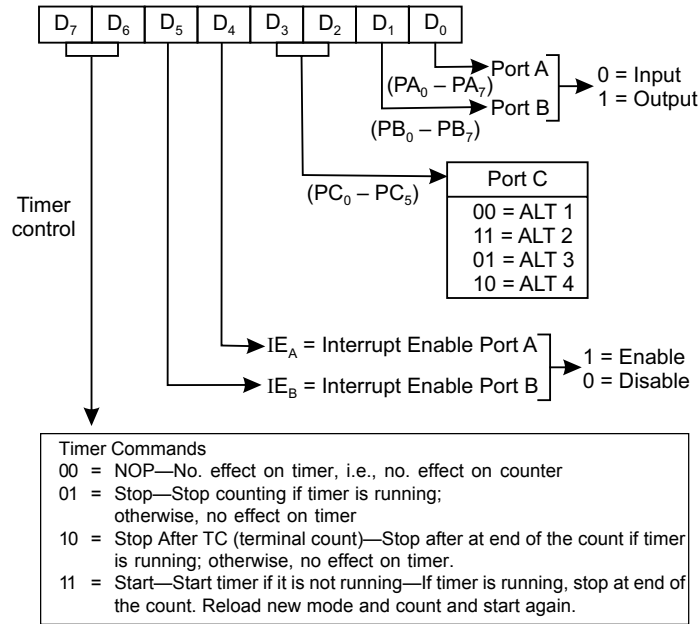 D7 D6 D5 D4 D3 D2 D1 D0
Port A
(PA0 – PA7)
Port B
(PB0 – PB7)
0 = Input
1 = Output
(PC0 – PC5)
Port C
00 = ALT 1
11 = ALT 2
01 = ALT 3
10 = ALT 4
Timer
control
IEA = Interrupt Enable Port A
IEB = Interrupt Enable Port B
1 = Enable
0 = Disable
Timer Commands
00 = NOP—No. effect on timer, i.e., no. effect on counter
01 = Stop—Stop counting if timer is running;
otherwise, no effect on timer
10 = Stop After TC (terminal count)—Stop after at end of the count if timer
is running; otherwise, no effect on timer.
11 = Start—Start timer if it is not running—If timer is running, stop at end of
the count. Reload new mode and count and start again.